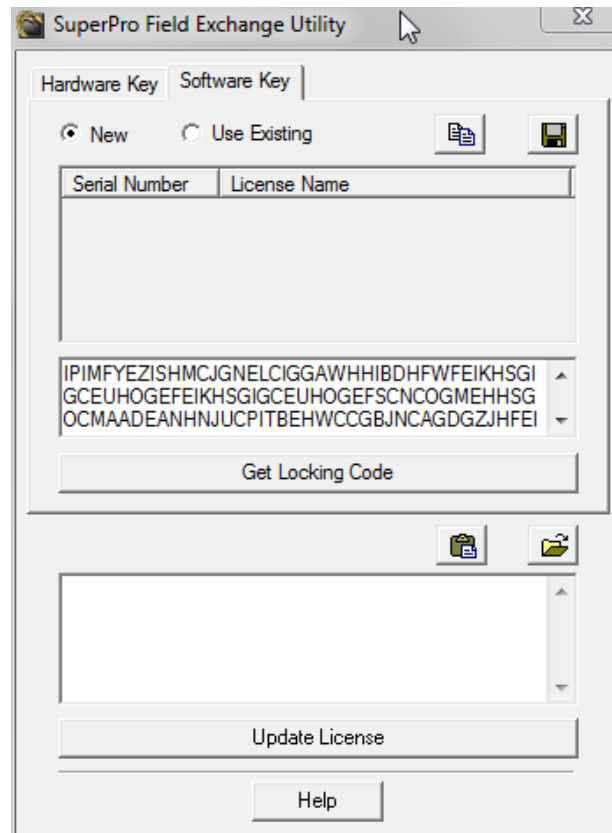 SuperPro Field Exchange Utility
Hardware Key Software Key
New Use Existing
Serial Number License Name
IPIMFYEZISHMCJGNELCIGGAWHHIBDHFWFEIKHSGI
GCEUHOGEFEIKHSGIGCEUHOGEFSCNCOGMEHHSG
OCMAADEANHNJUCPITBEHWCCGBJNCAGDGZJHFEI
Get Locking Code
Update License
Help